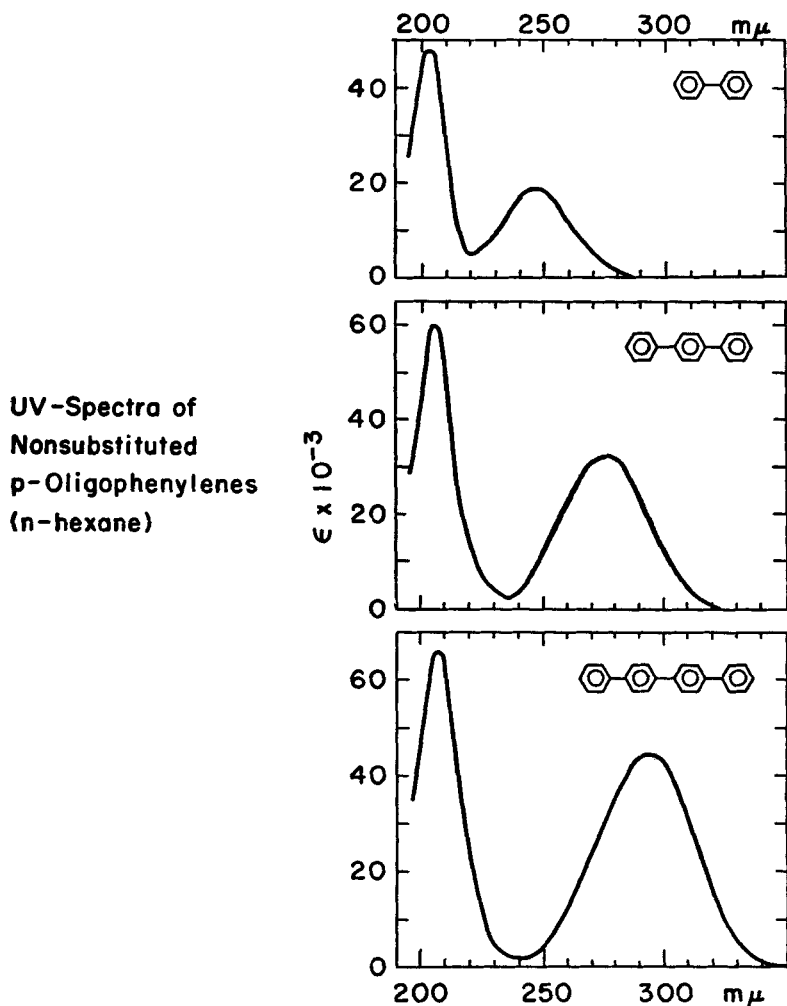 200 250 300 mμ
40
20
0
60
40
20
0
60
40
20
0
200 250 300 mμ
ε x 10⁻³
UV-Spectra of
Nonsubstituted
p-Oligophenylenes
(n-hexane)